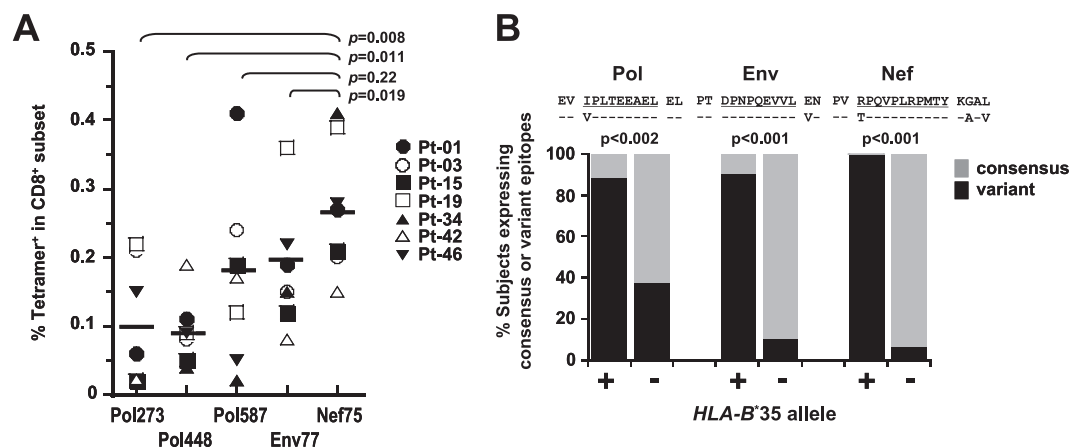 A
% Tetramer+ in CD8+ subset
0.5
0.4
0.3
0.2
0.1
0
p=0.008
p=0.011
p=0.22
p=0.019
Pt-01
Pt-03
Pt-15
Pt-19
Pt-34
Pt-42
Pt-46
Pol273
Pol448
Pol587
Env77
Nef75
B
Pol Env Nef
EV IPLTEEAEL EL PT DPNPQEVVL EN PV RPQVPLRPMTY KGAL
-- V-------- -- -- --------- V- -- T---------- -A-V
p<0.002 p<0.001 p<0.001
% Subjects expressing
consensus or variant epitopes
100
80
60
40
20
0
+ - + - + -
HLA-B*35 allele
consensus
variant